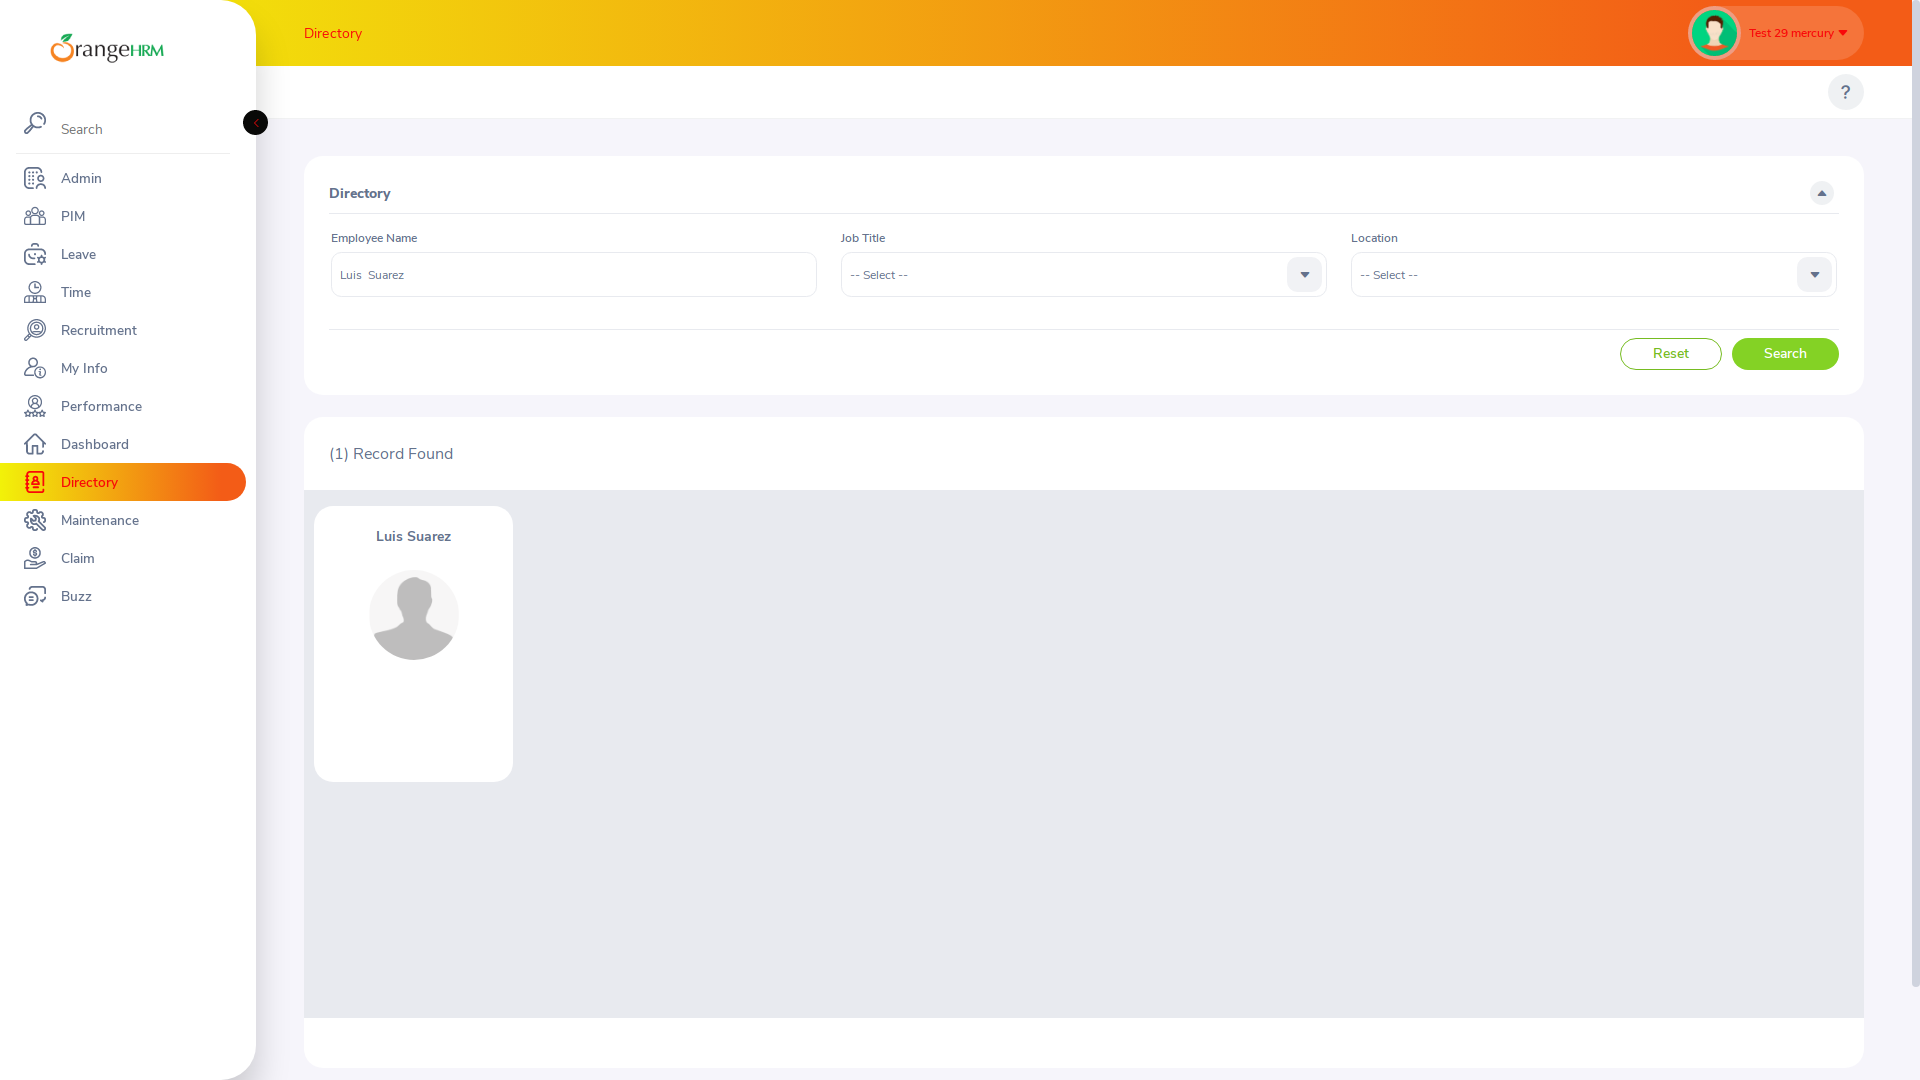 OrangeHRM
Directory
Test 29 mercury
?
Search
Admin
PIM
Leave
Time
Recruitment
My Info
Performance
Dashboard
Directory
Maintenance
Claim
Buzz
Directory
Employee Name
Job Title
Location
Luis  Suarez
-- Select --
-- Select --
Reset
Search
(1) Record Found
Luis Suarez